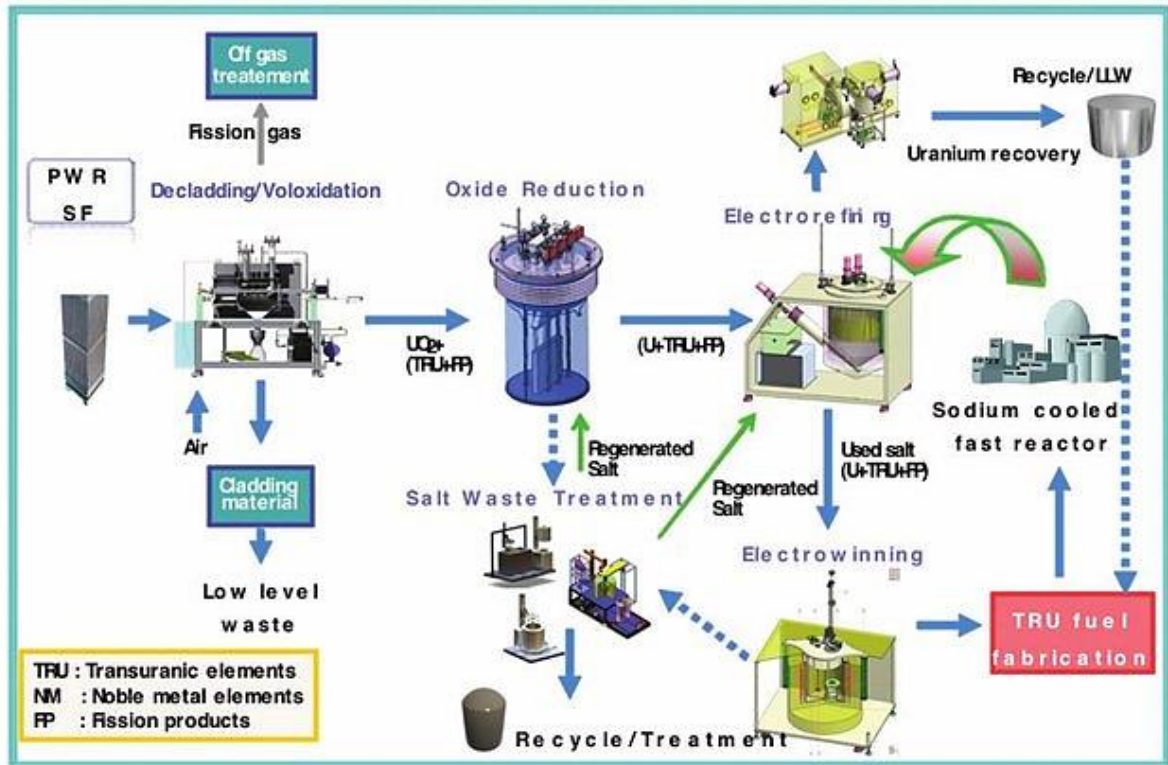 Off gas
treatement
Fission gas
PWR
SF
Decladding/Voloxidation
Oxide Reduction
Electrorefiring
Recycle/LLW
Uranium recovery
UO2+
(TRU+FP)
(U+TRU+FP)
Air
Cladding
material
Low level
waste
Regenerated
Salt
Salt Waste Treatment
Regenerated
Salt
Used salt
(U+TRU+FP)
Sodium cooled
fast reactor
Electrowinning
TRU fuel
fabrication
Recycle/Treatment
TRU : Transuranic elements
NM : Noble metal elements
FP : Fission products